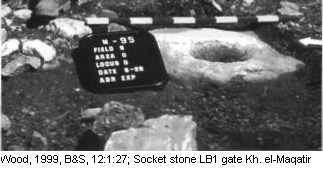 N - 95
FIELD 8
AREA G
LOCUS 0
DATE 5-26
ABR EXP
Wood, 1999, B&S, 12:1:27; Socket stone LB1 gate Kh. el-Maqatir